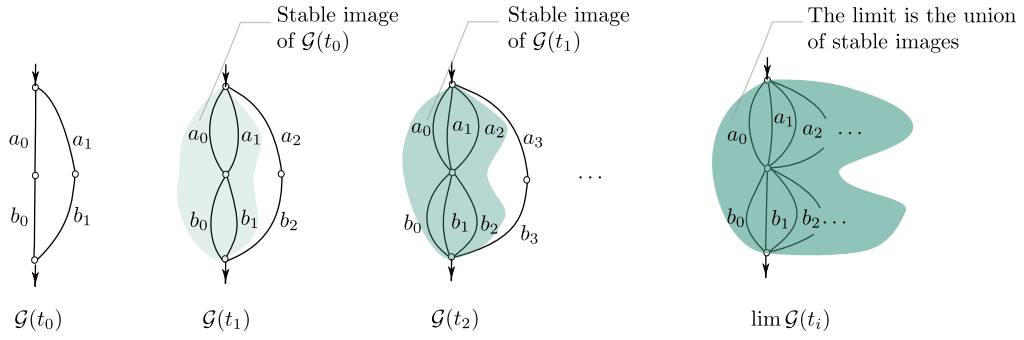 Stable image
of 𝒢(t₀)
Stable image
of 𝒢(t₁)
The limit is the union
of stable images
a₀ a₁
b₀ b₁
𝒢(t₀)
a₀ a₁ a₂
b₀ b₁ b₂
𝒢(t₁)
a₀ a₁ a₂ a₃
b₀ b₁ b₂ b₃
𝒢(t₂)
...
a₀ a₁ a₂ ...
b₀ b₁ b₂ ...
lim 𝒢(tᵢ)